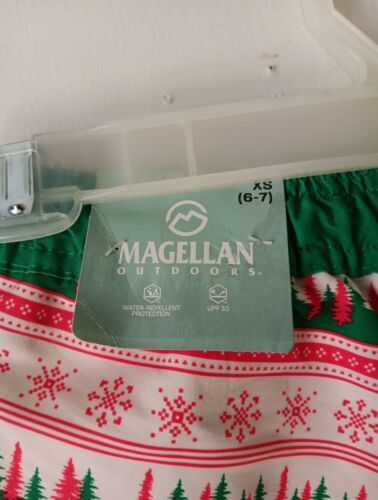 XS
(6-7)
MAGELLAN
OUTDOORS®
WATER REPELLENT
PROTECTION
UPF 30